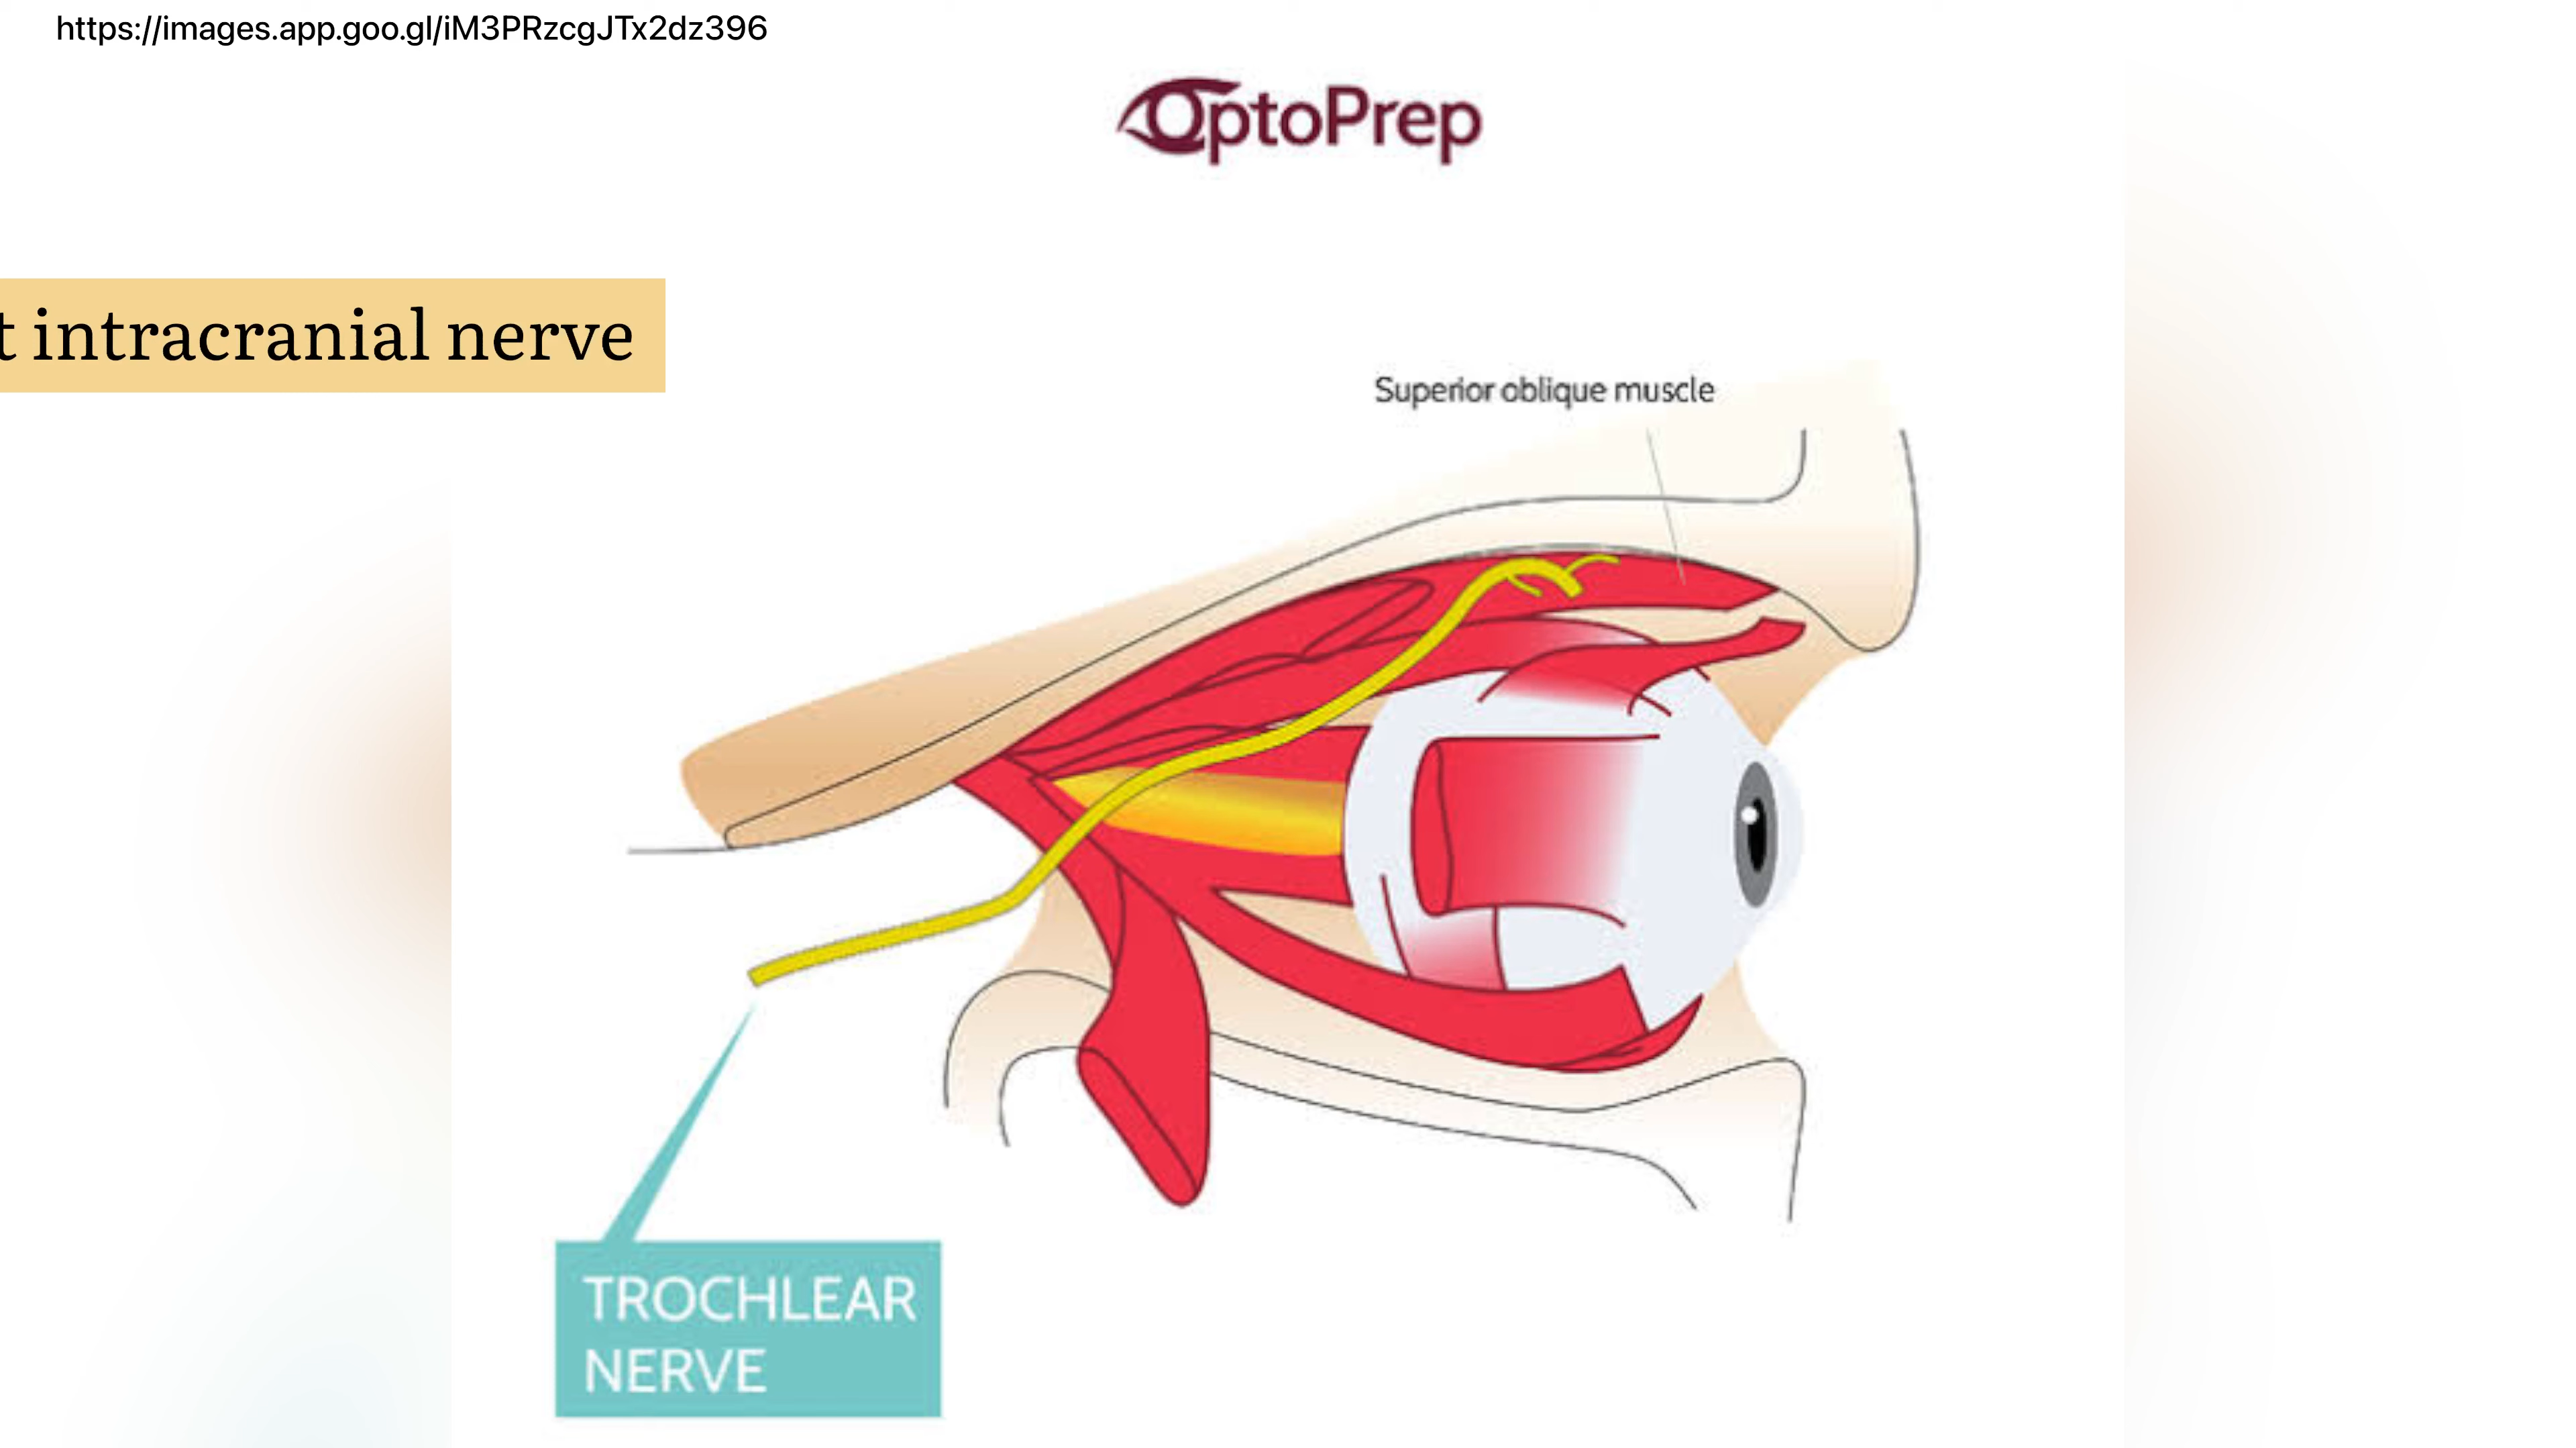 https://images.app.goo.gl/iM3PRzcgJTx2dz396
OptoPrep
t intracranial nerve
Superior oblique muscle
TROCHLEAR
NERVE